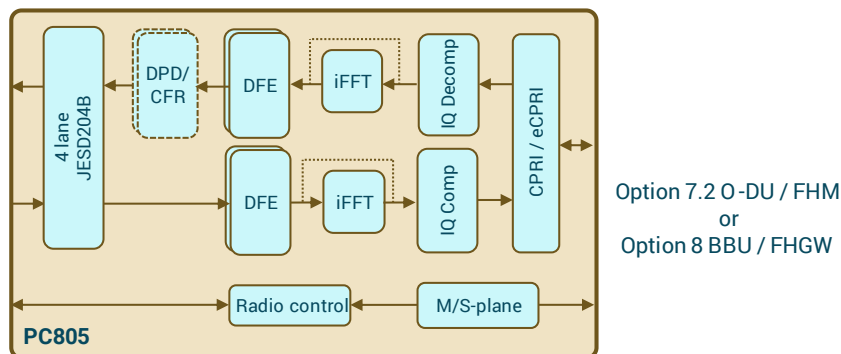 4 lane
JESD204B
DPD/
CFR
DFE
iFFT
IQ Decomp
CPRI / eCPRI
DFE
iFFT
IQ Comp
Option 7.2 O-DU / FHM
or
Option 8 BBU / FHGW
Radio control
M/S-plane
PC805